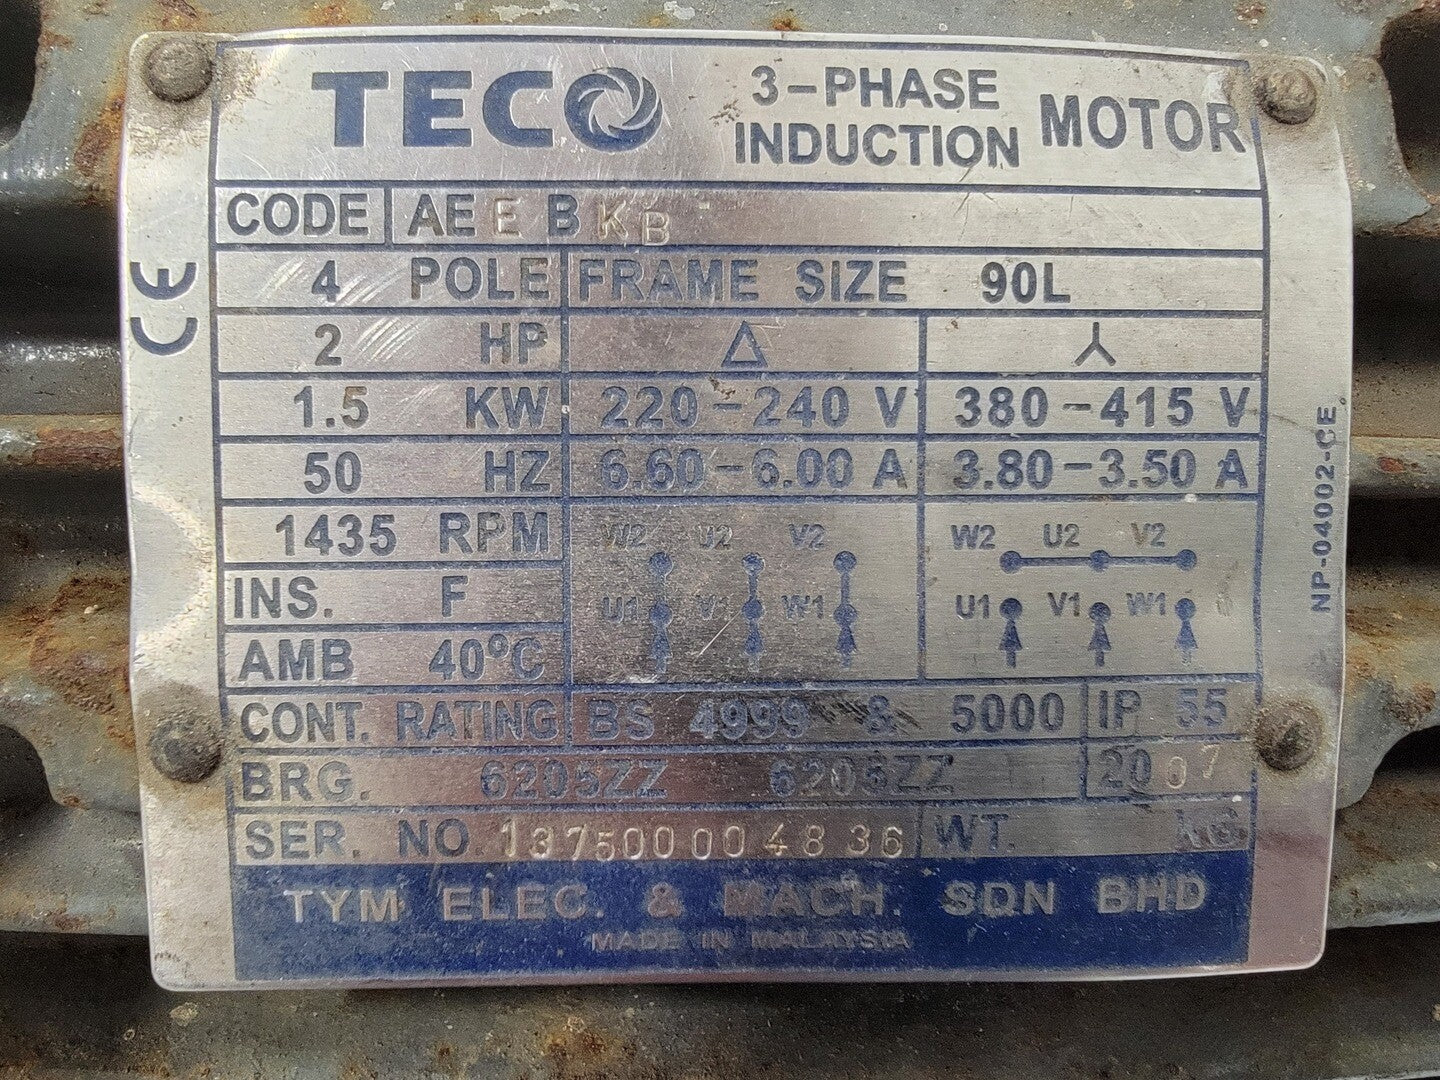 TECO 3-PHASE INDUCTION MOTOR
CODE AEEBKB
4 POLE FRAME SIZE 90L
2 HP △ 人
1.5 KW 220-240 V 380-415 V
50 HZ 6.60-6.00 A 3.80-3.50 A
1435 RPM
W2 U2 V2 W2 U2 V2
INS. F
U1 V1 W1 U1 V1 W1
AMB 40°C
CONT. RATING BS 4999 & 5000 IP 55
BRG. 6205ZZ 6205ZZ 2007
SER. NO. 137500004836 WT. KG
TYM ELEC. & MACH. SDN BHD
MADE IN MALAYSIA
CE
NP-04002-CE